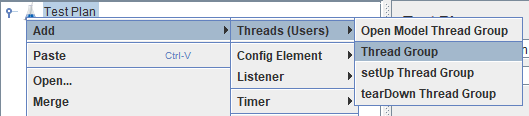 Test Plan
Add
Paste Ctrl-V
Open...
Merge
Threads (Users)
Config Element
Listener
Timer
Open Model Thread Group
Thread Group
setUp Thread Group
tearDown Thread Group